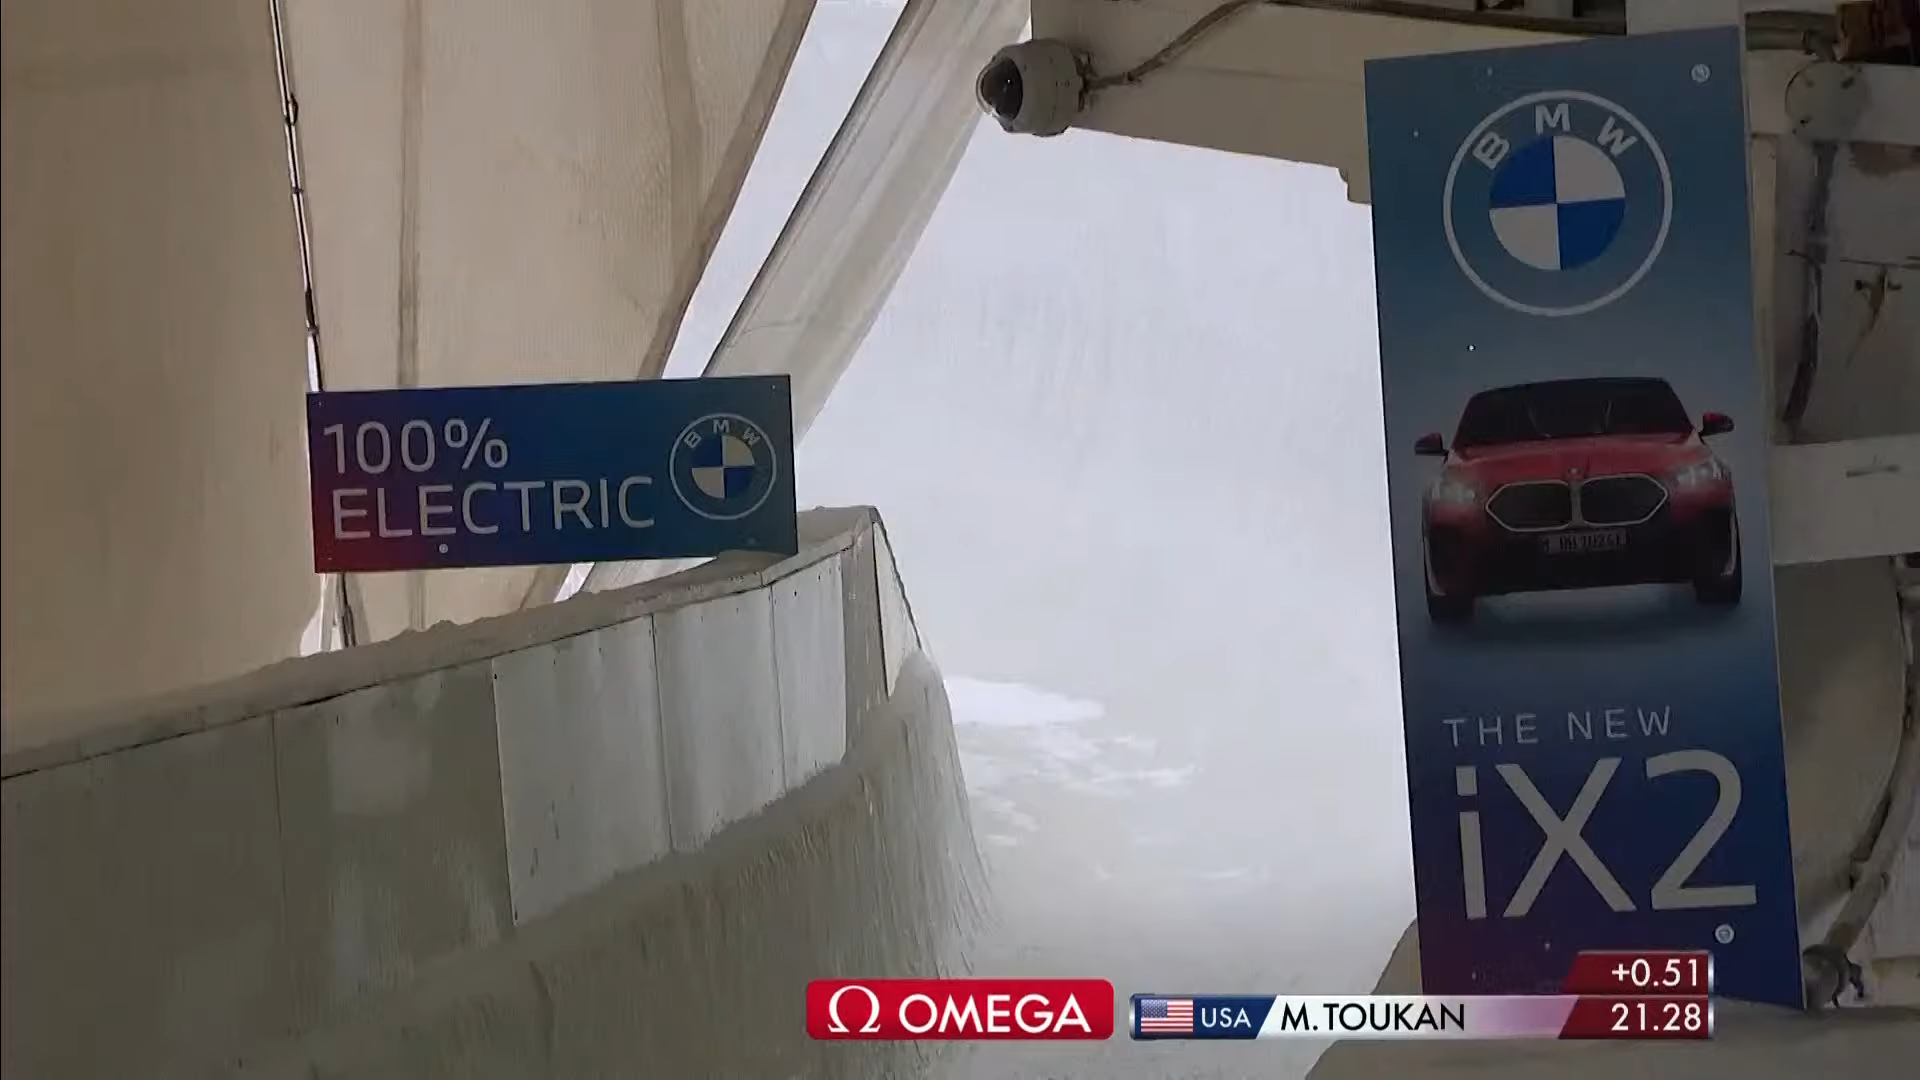 BMW
100%
ELECTRIC
BMW
THE NEW
iX2
+0.51
Ω OMEGA
USA M.TOUKAN 21.28